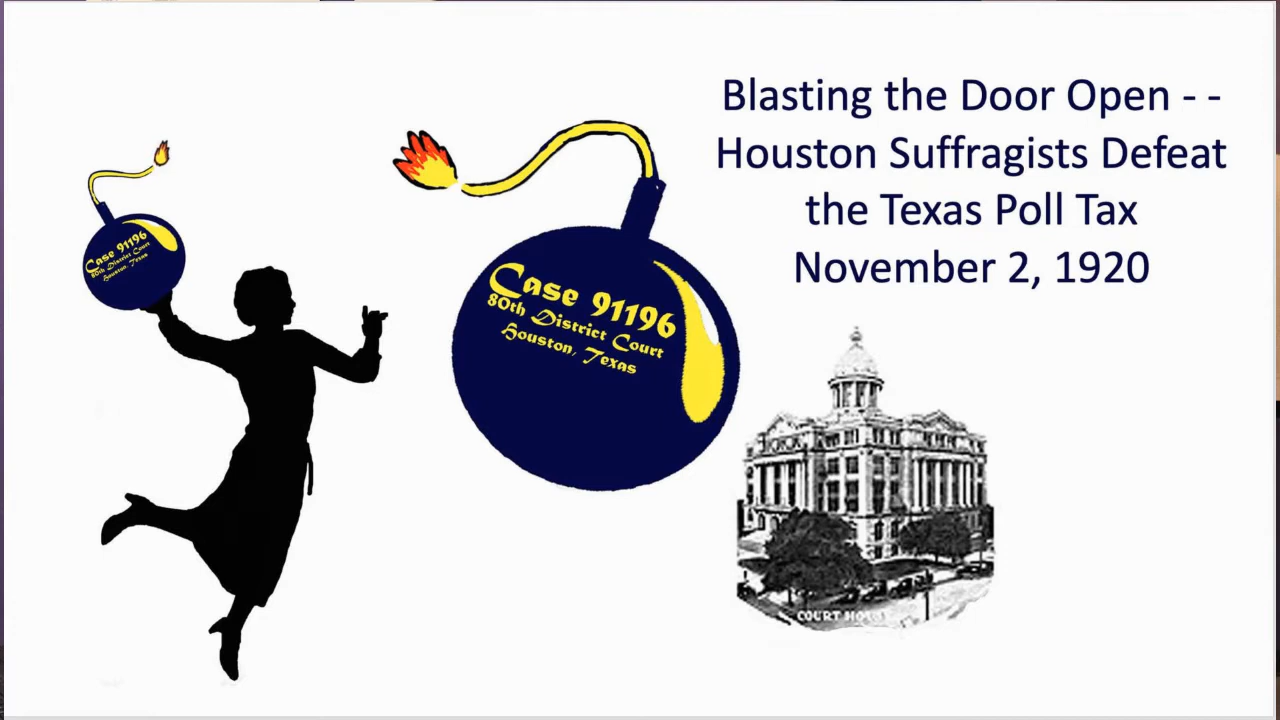 Blasting the Door Open - -
Houston Suffragists Defeat
the Texas Poll Tax
November 2, 1920
Case 91196
80th District Court
Houston, Texas
Case 91196
80th District Court
Houston, Texas
COURT HOUSE